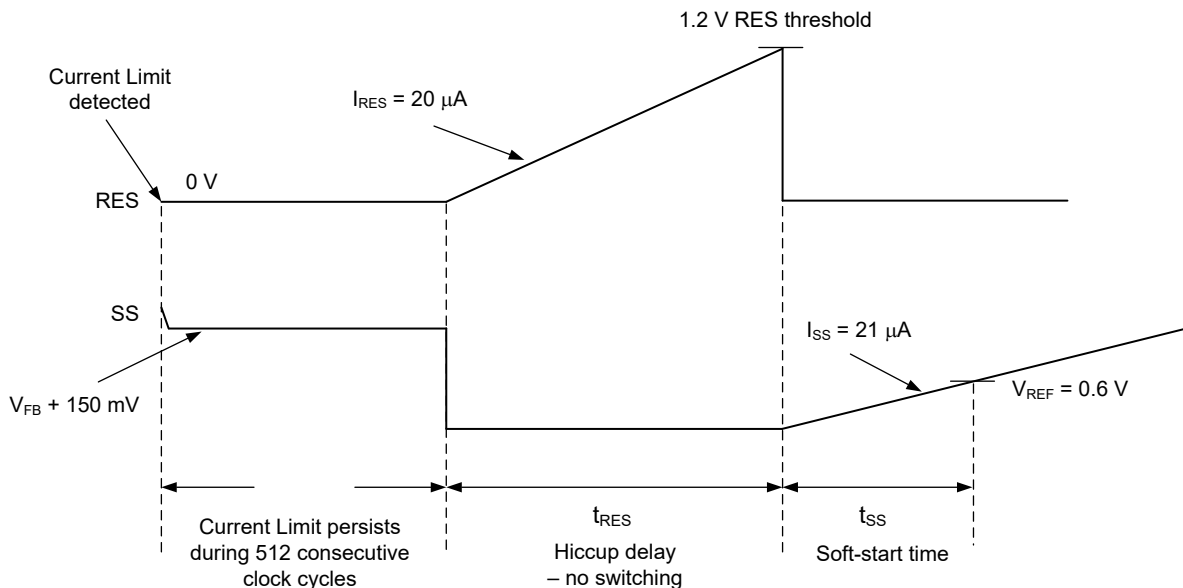 1.2 V RES threshold
Current Limit
detected
I_RES = 20 μA
0 V
RES
SS
I_SS = 21 μA
V_REF = 0.6 V
V_FB + 150 mV
t_RES
t_SS
Current Limit persists
during 512 consecutive
clock cycles
Hiccup delay
– no switching
Soft-start time